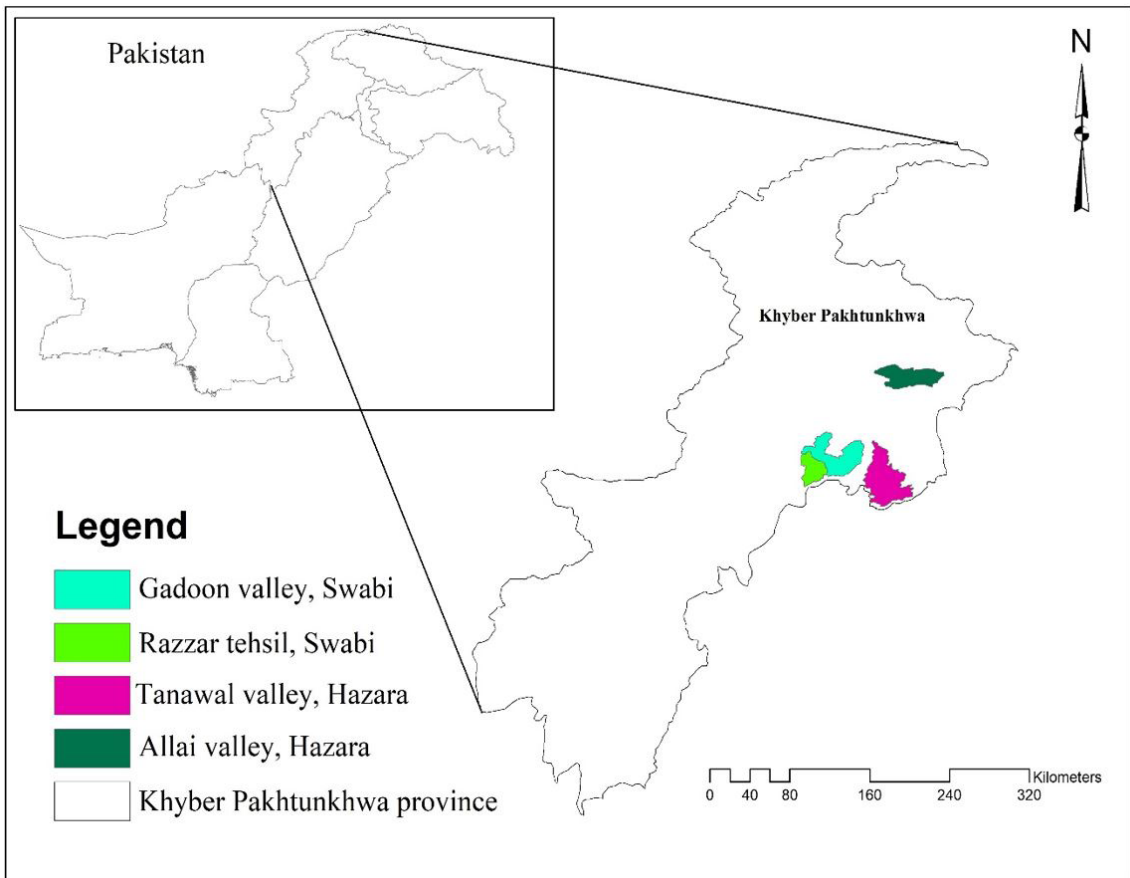 Pakistan
N
Khyber Pakhtunkhwa
Legend
Gadoon valley, Swabi
Razzar tehsil, Swabi
Tanawal valley, Hazara
Allai valley, Hazara
Khyber Pakhtunkhwa province
Kilometers
0 40 80 160 240 320